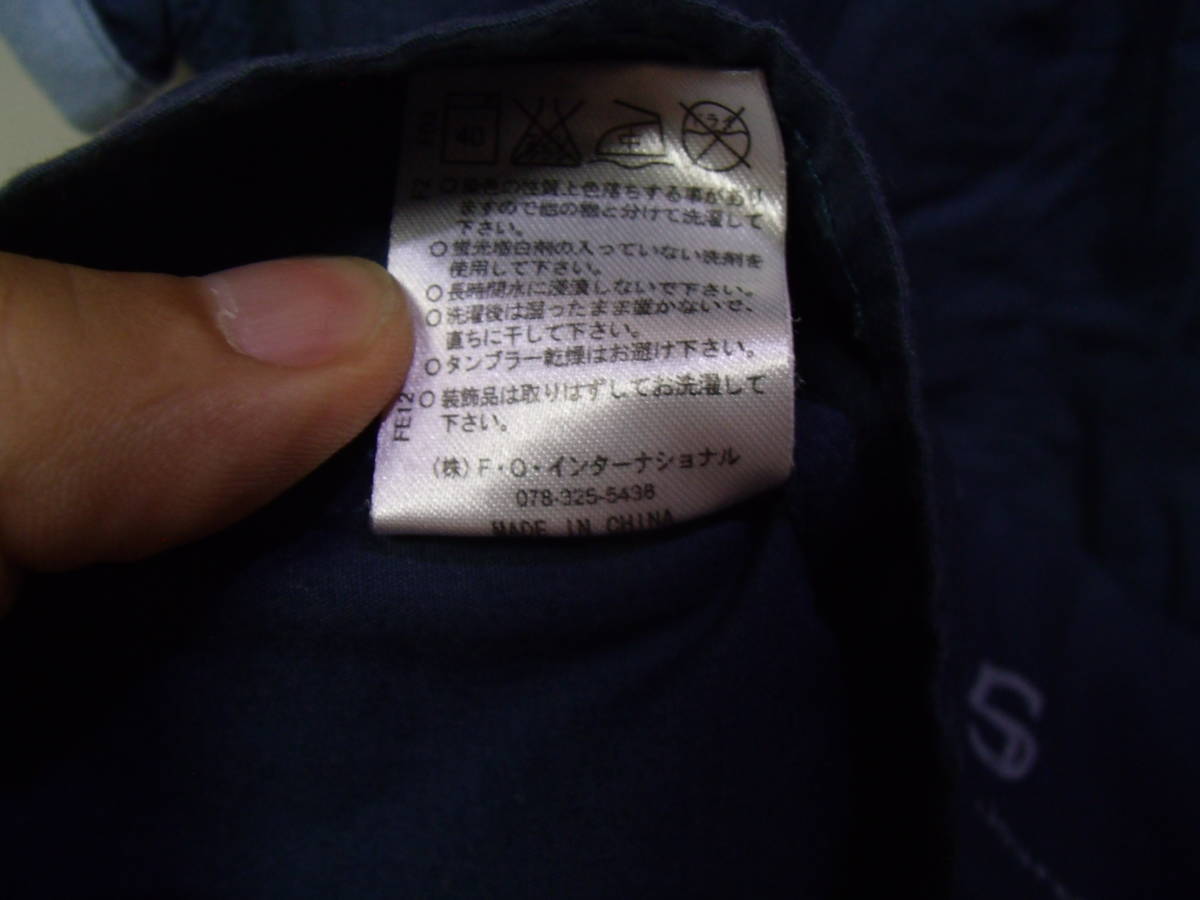 40
中
ドライ
○染色の性質上色落ちする事があり
ますので他の物と分けて洗濯して
下さい。
○蛍光増白剤の入っていない洗剤を
使用して下さい。
○長時間水に浸漬しないで下さい。
○洗濯後は湿ったまま置かないで、
直ちに干して下さい。
○タンブラー乾燥はお避け下さい。
○装飾品は取りはずしてお洗濯して
下さい。
(株)F・O・インターナショナル
078-325-5436
MADE IN CHINA
FE12